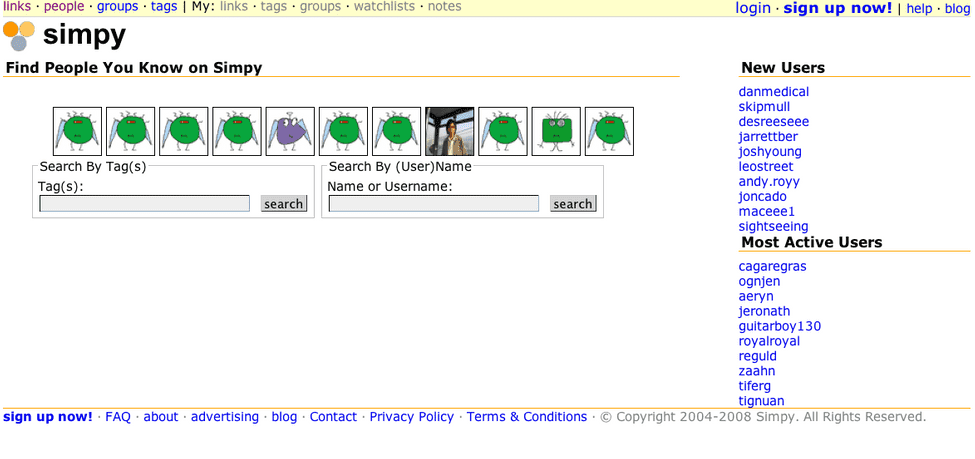 links · people · groups · tags | My: links · tags · groups · watchlists · notes
login · sign up now! | help · blog
simpy
Find People You Know on Simpy
Search By Tag(s)
Tag(s):
search
Search By (User)Name
Name or Username:
search
New Users
danmedical
skipmull
desreeseee
jarrettber
joshyoung
leostreet
andy.royy
joncado
maceee1
sightseeing
Most Active Users
cagaregras
ognjen
aeryn
jeronath
guitarboy130
royalroyal
reguld
zaahn
tiferg
tignuan
sign up now! · FAQ · about · advertising · blog · Contact · Privacy Policy · Terms & Conditions · © Copyright 2004-2008 Simpy. All Rights Reserved.